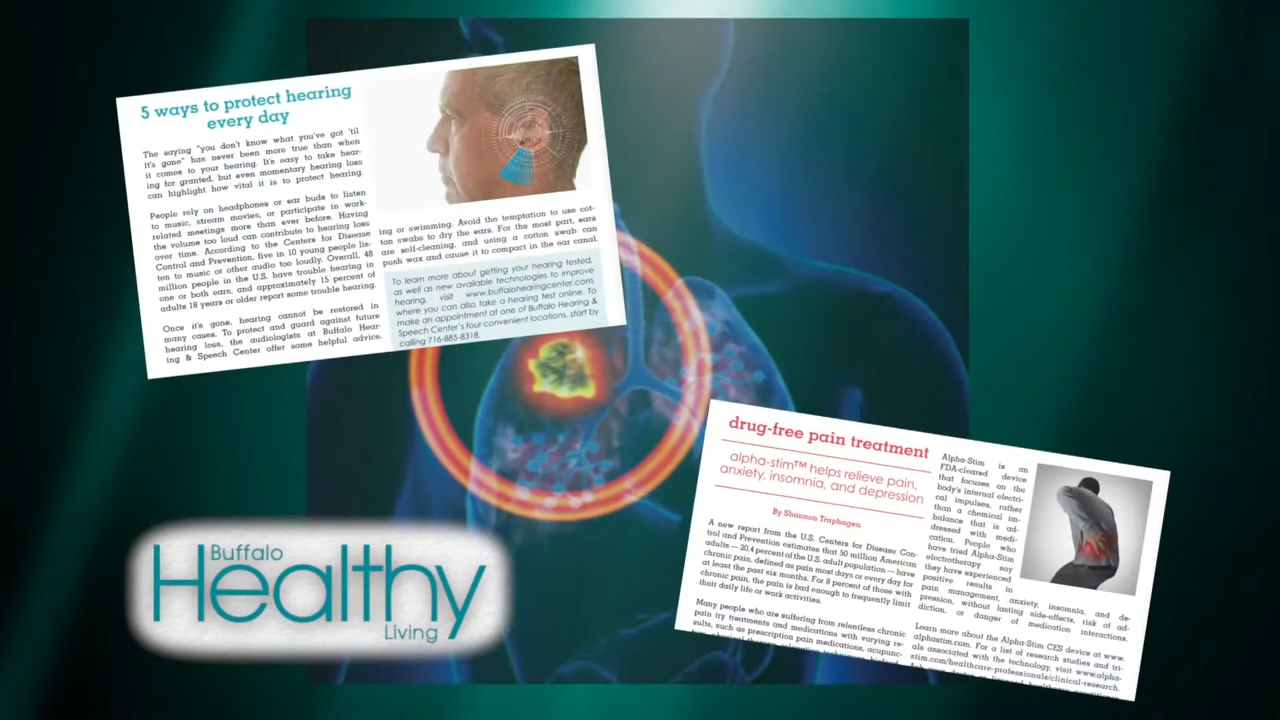 5 ways to protect hearing
every day
The saying "you don't know what you've got 'til
it's gone" has never been more true than when
it comes to your hearing. It's easy to take hear-
ing for granted, but even momentary hearing loss
can highlight how vital it is to protect hearing.
People rely on headphones or ear buds to listen
to music, stream movies, or participate in work-
related meetings more than ever before. Having
the volume too loud can contribute to hearing loss
over time. According to the Centers for Disease
Control and Prevention, five in 10 young people lis-
ten to music or other audio too loudly. Overall, 48
million people in the U.S. have trouble hearing in
one or both ears, and approximately 15 percent of
adults 18 years or older report some trouble hearing.
Once it's gone, hearing cannot be restored in
many cases. To protect and guard against future
hearing loss, the audiologists at Buffalo Hear-
ing & Speech Center offer some helpful advice.
ing or swimming. Avoid the temptation to use cot-
ton swabs to dry the ears. For the most part, ears
are self-cleaning, and using a cotton swab can
push wax and cause it to compact in the ear canal.
To learn more about getting your hearing tested,
as well as new available technologies to improve
hearing, visit www.buffalohearingcenter.com,
where you can also take a hearing test online. To
make an appointment at one of Buffalo Hearing &
Speech Center's four convenient locations, start by
calling 716-885-8318.
drug-free pain treatment
alpha-stim™ helps relieve pain,
anxiety, insomnia, and depression
By Shannon Traphagen
A new report from the U.S. Centers for Disease Con-
trol and Prevention estimates that 50 million American
adults — 20.4 percent of the U.S. adult population — have
chronic pain, defined as pain most days or every day for
at least the past six months. For 8 percent of those with
chronic pain, the pain is bad enough to frequently limit
their daily life or work activities.
Many people who are suffering from relentless chronic
pain try treatments and medications with varying re-
sults, such as prescription pain medications, acupunc-
Alpha-Stim is an
FDA-cleared device
that focuses on the
body's internal electri-
cal impulses, rather
than a chemical im-
balance that is ad-
dressed with medi-
cation. People who
have tried Alpha-Stim
electrotherapy say
they have experienced
positive results in
pain management, anxiety, insomnia, and de-
pression, without lasting side-effects, risk of ad-
diction, or danger of medication interactions.
Learn more about the Alpha-Stim CES device at www.
alphastim.com. For a list of research studies and tri-
als associated with the technology, visit www.alpha-
stim.com/healthcare-professionals/clinical-research.
Buffalo
Healthy
Living